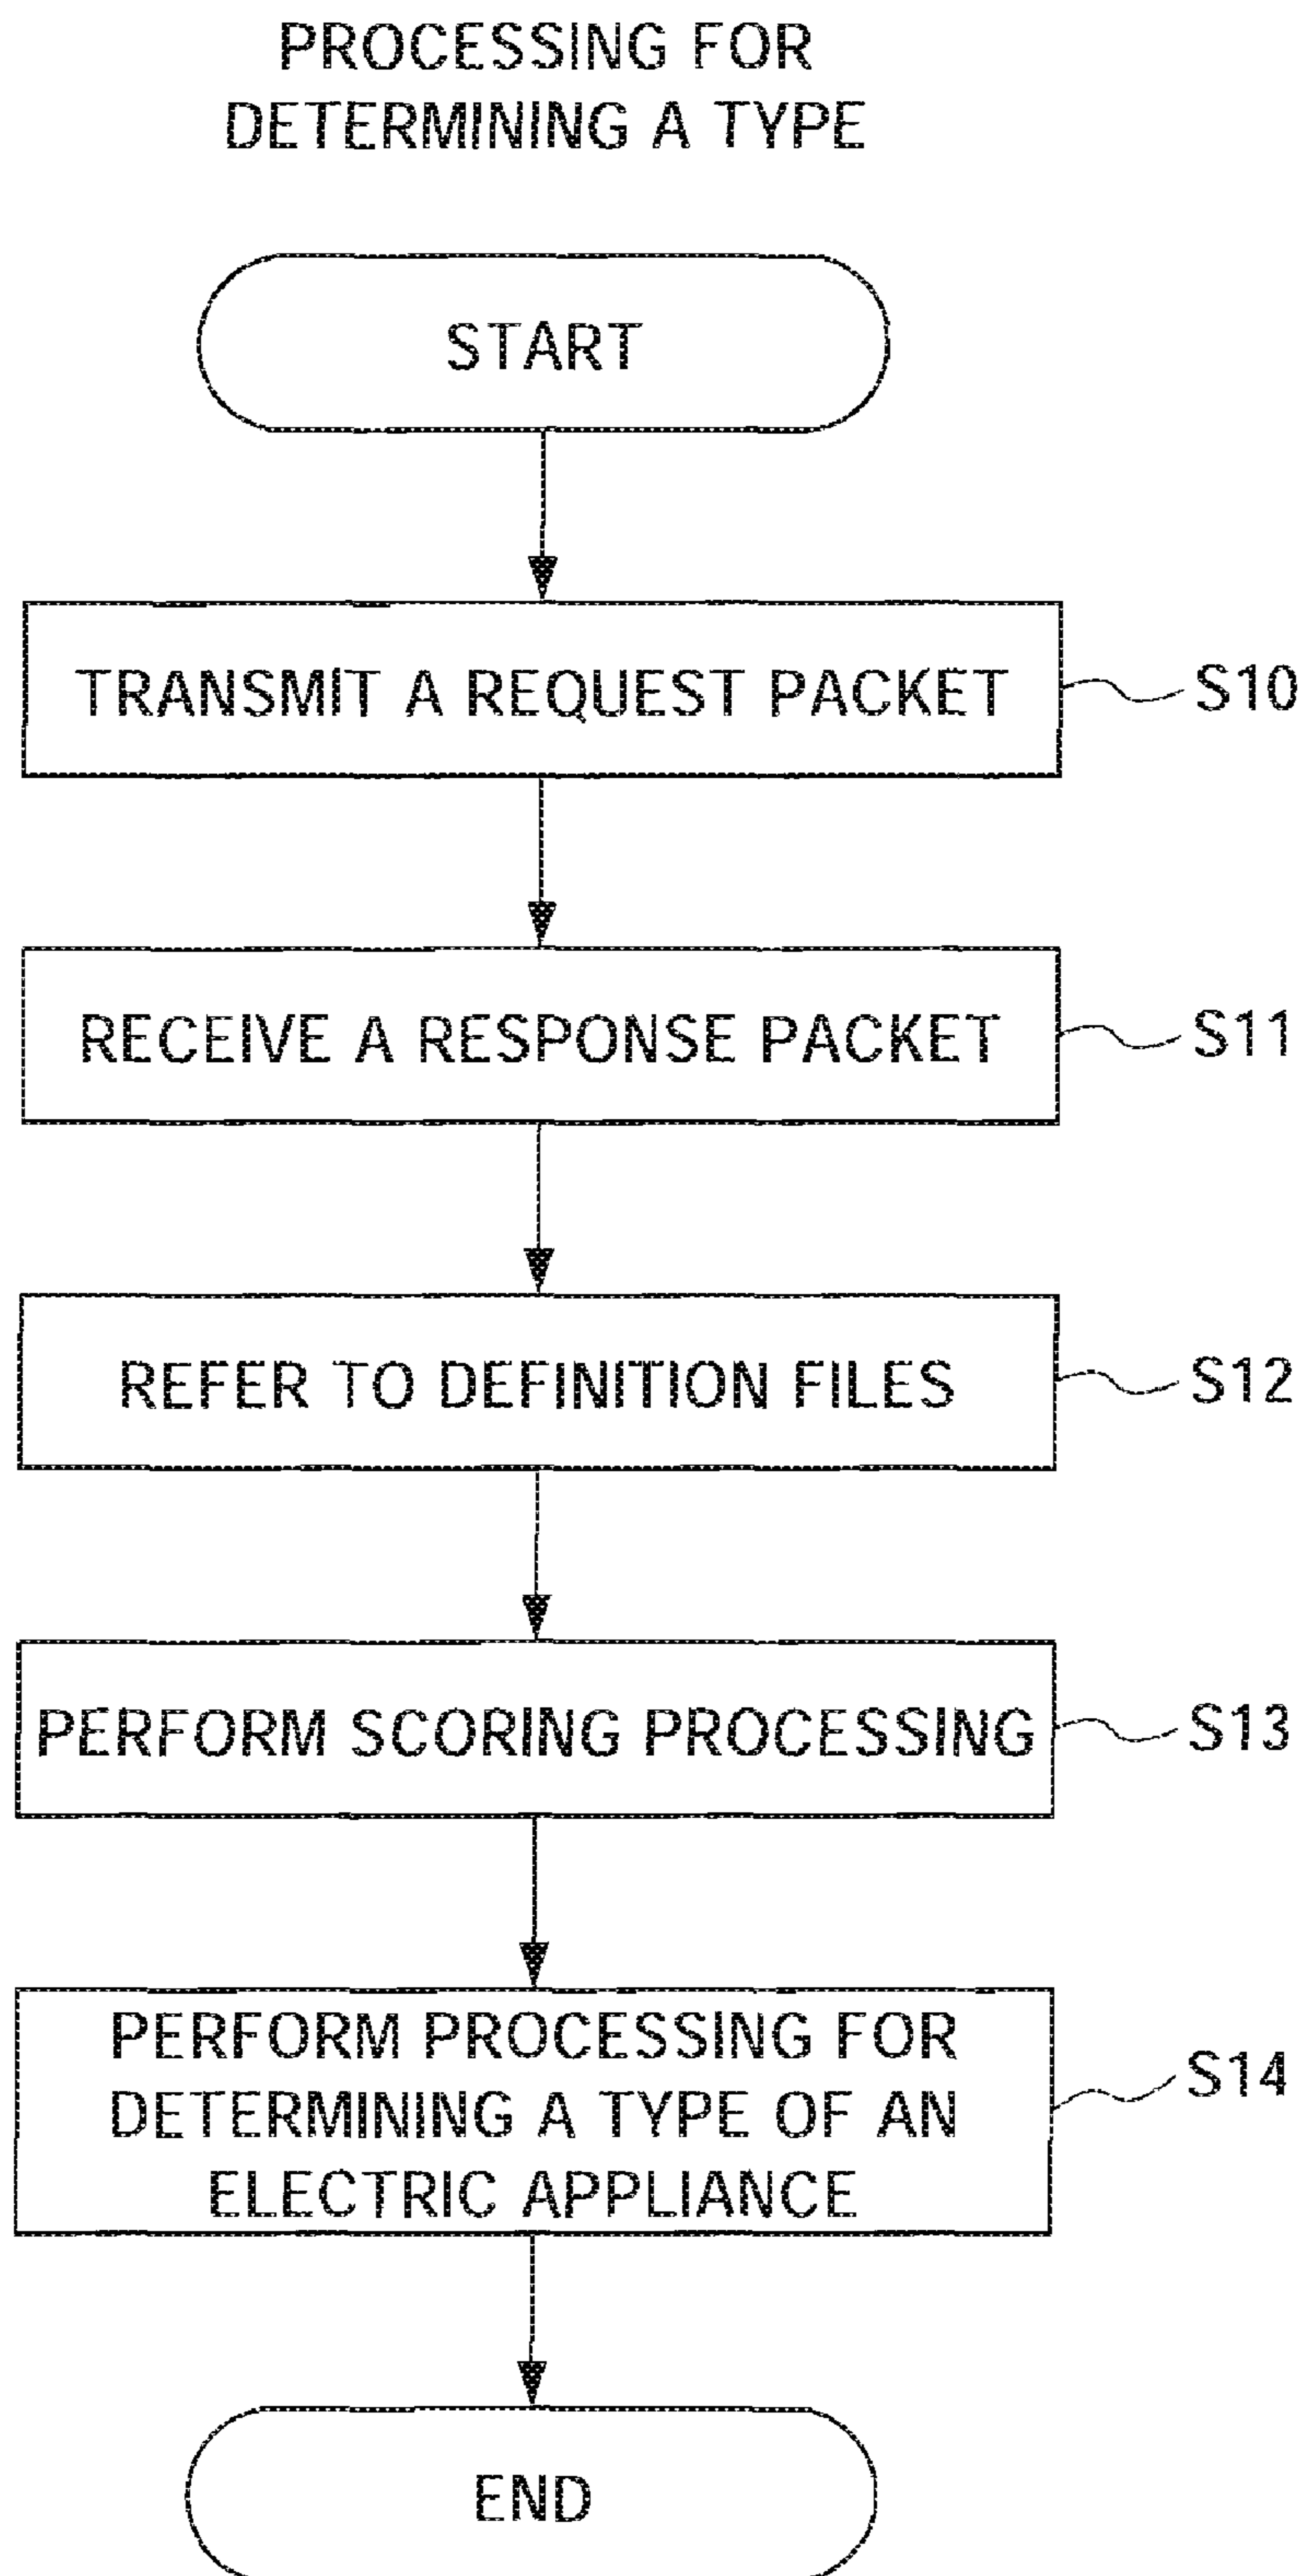 PROCESSING FOR
DETERMINING A TYPE
START
TRANSMIT A REQUEST PACKET
S10
RECEIVE A RESPONSE PACKET
S11
REFER TO DEFINITION FILES
S12
PERFORM SCORING PROCESSING
S13
PERFORM PROCESSING FOR
DETERMINING A TYPE OF AN
ELECTRIC APPLIANCE
S14
END